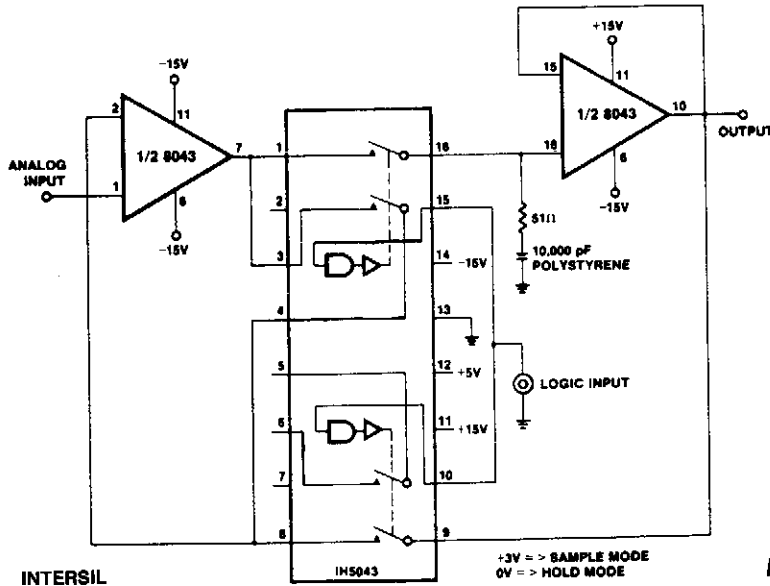 +15V
-15V
15
11
2
11
1/2 8043
10
1/2 8043
7
1
16
16
OUTPUT
ANALOG
INPUT
6
1
6
2
15
-15V
51Ω
-15V
3
14
-15V
10,000 pF
POLYSTYRENE
4
13
5
12
+5V
LOGIC INPUT
6
11
+15V
7
10
8
9
INTERSIL
IH5043
+3V = > SAMPLE MODE
0V = > HOLD MODE